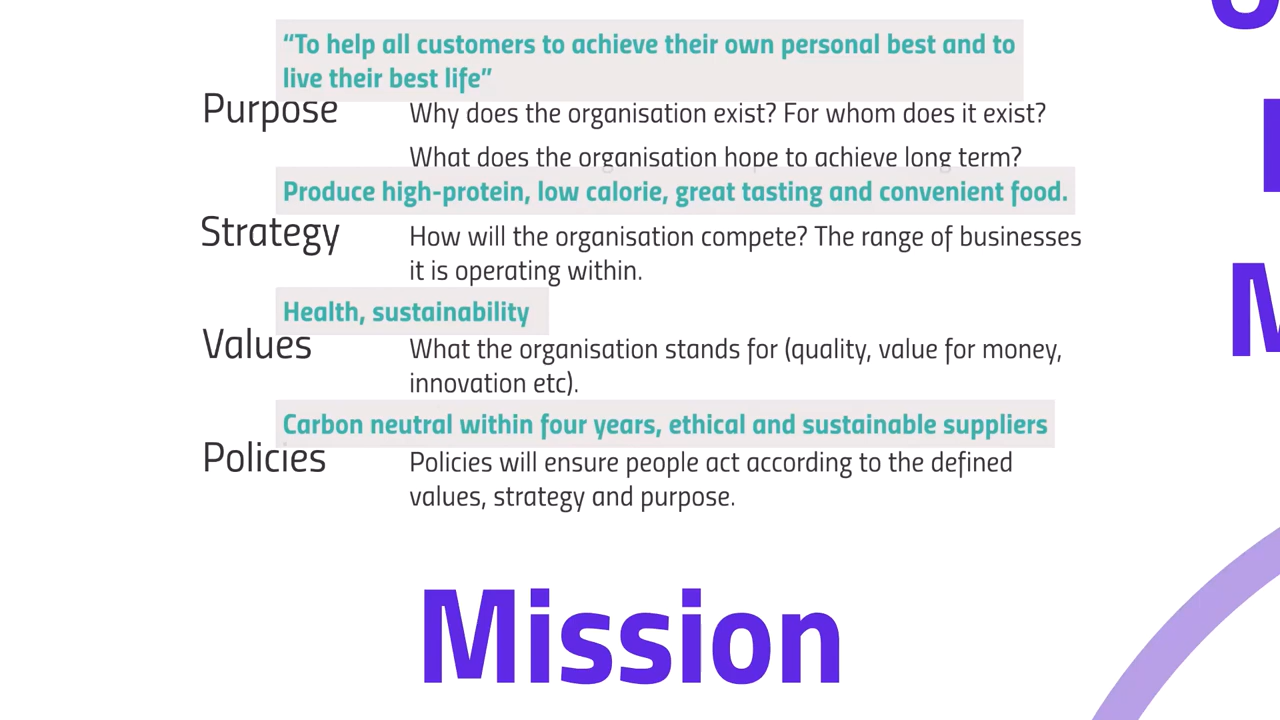 “To help all customers to achieve their own personal best and to
live their best life”
Purpose
Why does the organisation exist? For whom does it exist?
What does the organisation hope to achieve long term?
Produce high-protein, low calorie, great tasting and convenient food.
Strategy
How will the organisation compete? The range of businesses
it is operating within.
Health, sustainability
Values
What the organisation stands for (quality, value for money,
innovation etc).
Carbon neutral within four years, ethical and sustainable suppliers
Policies
Policies will ensure people act according to the defined
values, strategy and purpose.
Mission